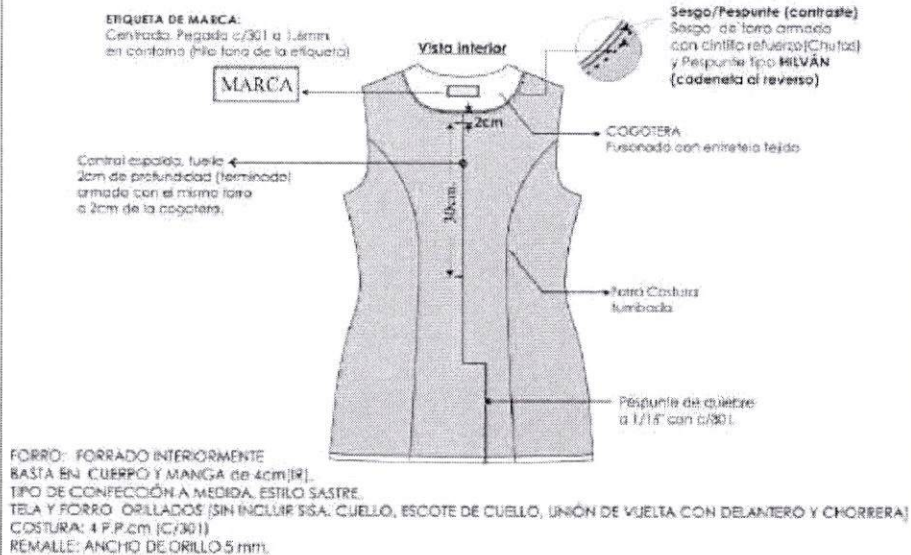 ETIQUETA DE MARCA:
Centrada. Pegada c/301 a 1.6mm
en contorno (hilo tono de la etiqueta)
MARCA
Vista interior
Sesgo/Pespunte (contraste)
Sesgo de forro armado
con cintillo refuerzo(Chutas)
y Pespunte tipo HILVÁN
(cadeneta al reverso)
2cm
COGOTERA
Fusionado con entretela tejido
Central espalda, fuelle
2cm de profundidad (terminado)
armado con el mismo forro
a 2cm de la cogotera.
30cm.
Forro Costura
tumbada
Pespunte de quiebre
a 1/16" con c/301.
FORRO: FORRADO INTERIORMENTE
BASTA EN CUERPO Y MANGA de 4cm
TIPO DE CONFECCIÓN A MEDIDA, ESTILO SASTRE.
TELA Y FORRO ORILLADOS (SIN INCLUIR SISA, CUELLO, ESCOTE DE CUELLO, UNIÓN DE VUELTA CON DELANTERO Y CHORRERA)
COSTURA: 4 P.P.cm (C/301)
REMALLE: ANCHO DE ORILLO 5 mm.